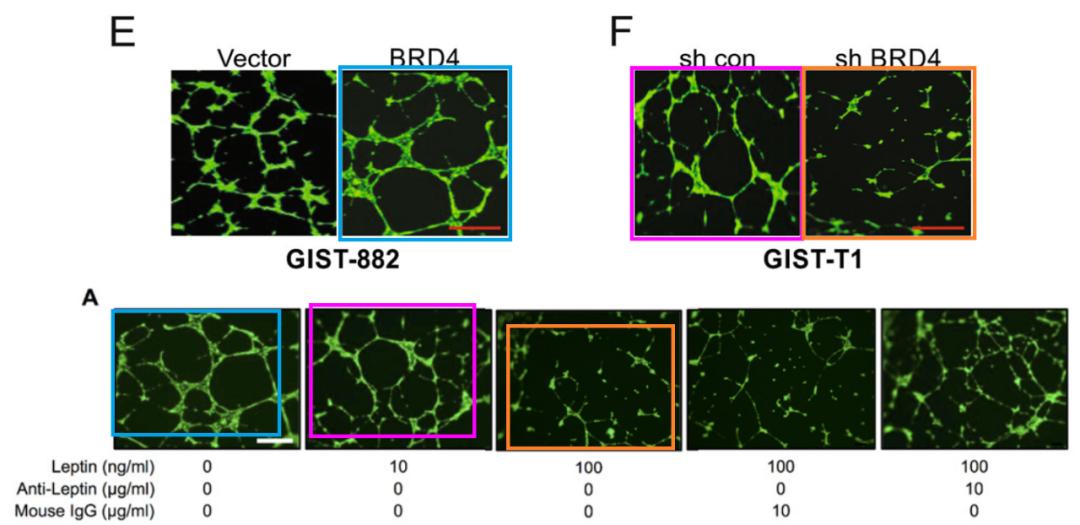 E
F
Vector
BRD4
sh con
sh BRD4
GIST-882
GIST-T1
A
Leptin (ng/ml) 0 10 100 100 100
Anti-Leptin (µg/ml) 0 0 0 0 10
Mouse IgG (µg/ml) 0 0 0 10 0